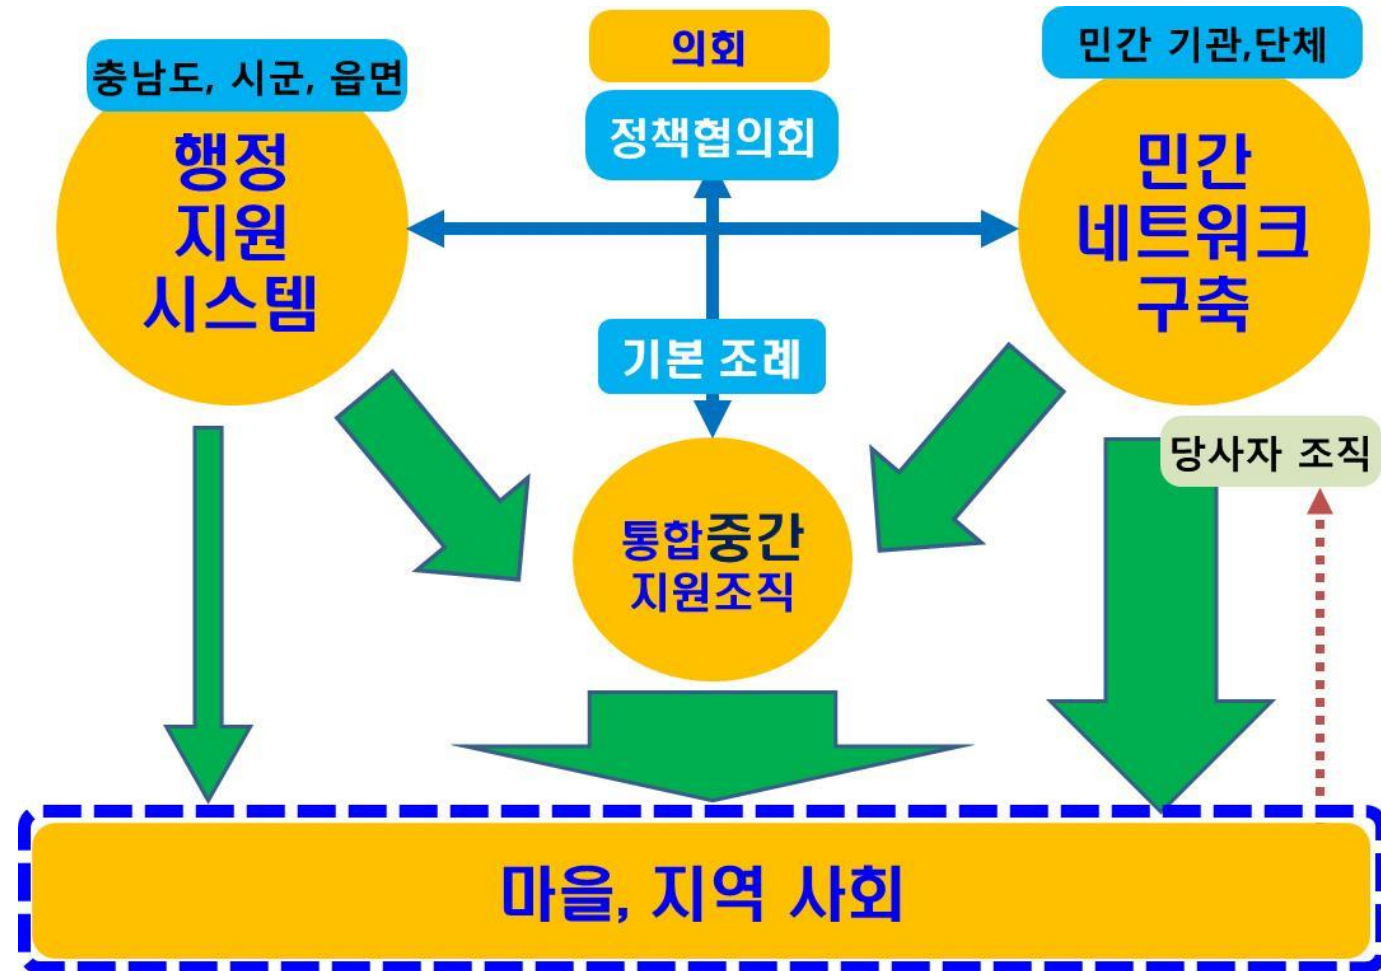 충남도, 시군, 읍면
행정
지원
시스템
의회
정책협의회
기본 조례
민간 기관,단체
민간
네트워크
구축
당사자 조직
통합중간
지원조직
마을, 지역 사회